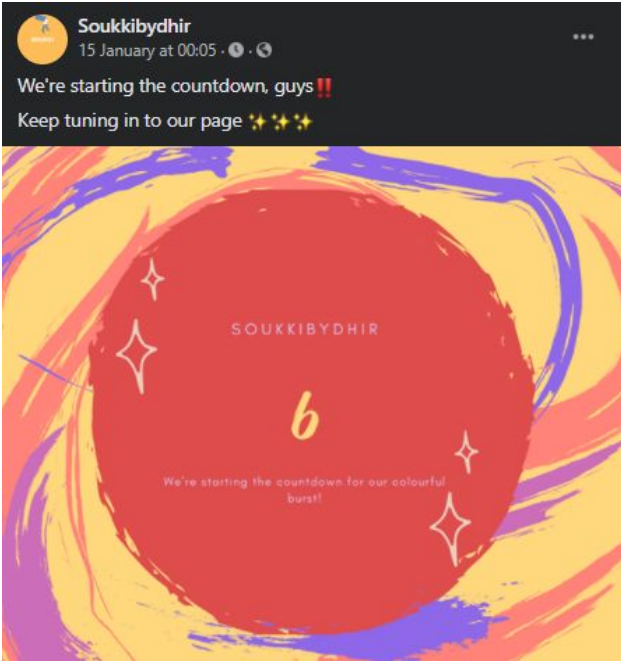 Soukkibydhir
15 January at 00:05 ·  ·
We're starting the countdown, guys‼️
Keep tuning in to our page ✨✨✨
SOUKKIBYDHIR
6
We're starting the countdown for our colourful
burst!